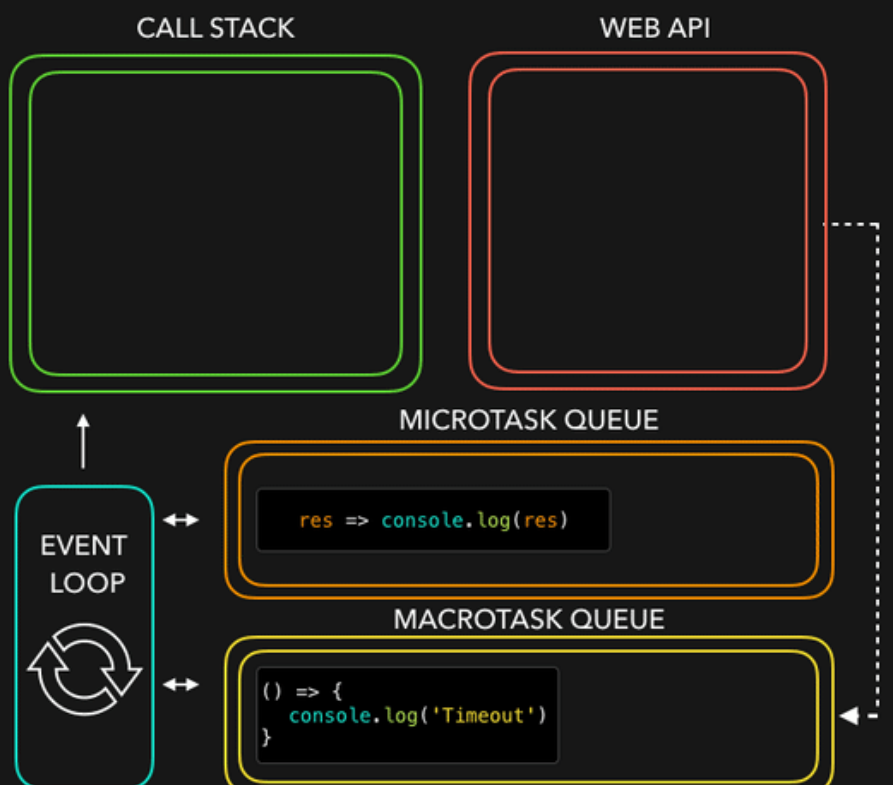 CALL STACK
WEB API
MICROTASK QUEUE
res => console.log(res)
EVENT
LOOP
MACROTASK QUEUE
() => {
console.log('Timeout')
}